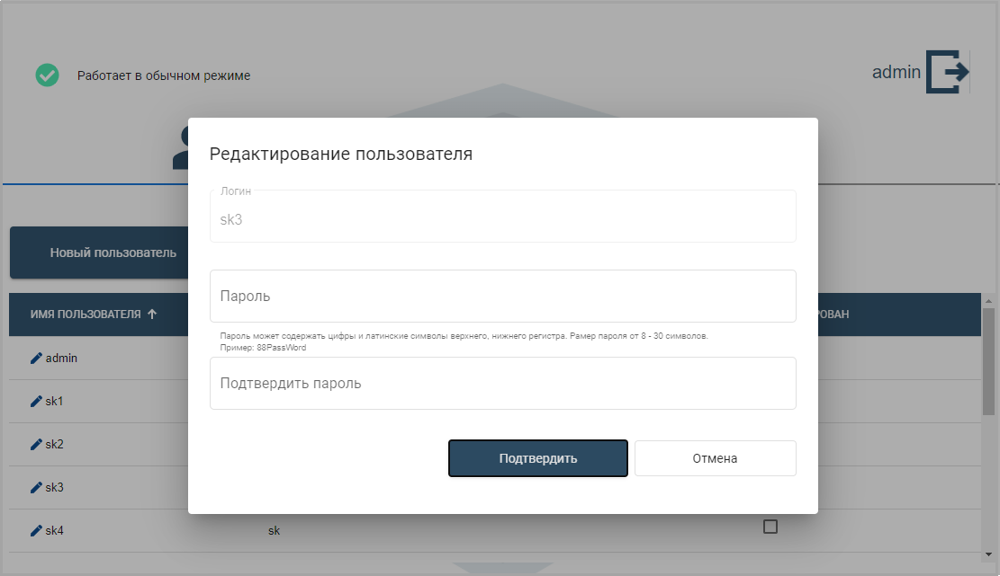 Работает в обычном режиме
admin
Редактирование пользователя
Логин
sk3
Новый пользователь
Пароль
ИМЯ ПОЛЬЗОВАТЕЛЯ
ОВАН
Пароль может содержать цифры и латинские символы верхнего, нижнего регистра. Рамер пароля от 8 - 30 символов.
Пример: 88PassWord
admin
Подтвердить пароль
sk1
sk2
Подтвердить
Отмена
sk3
sk4
sk